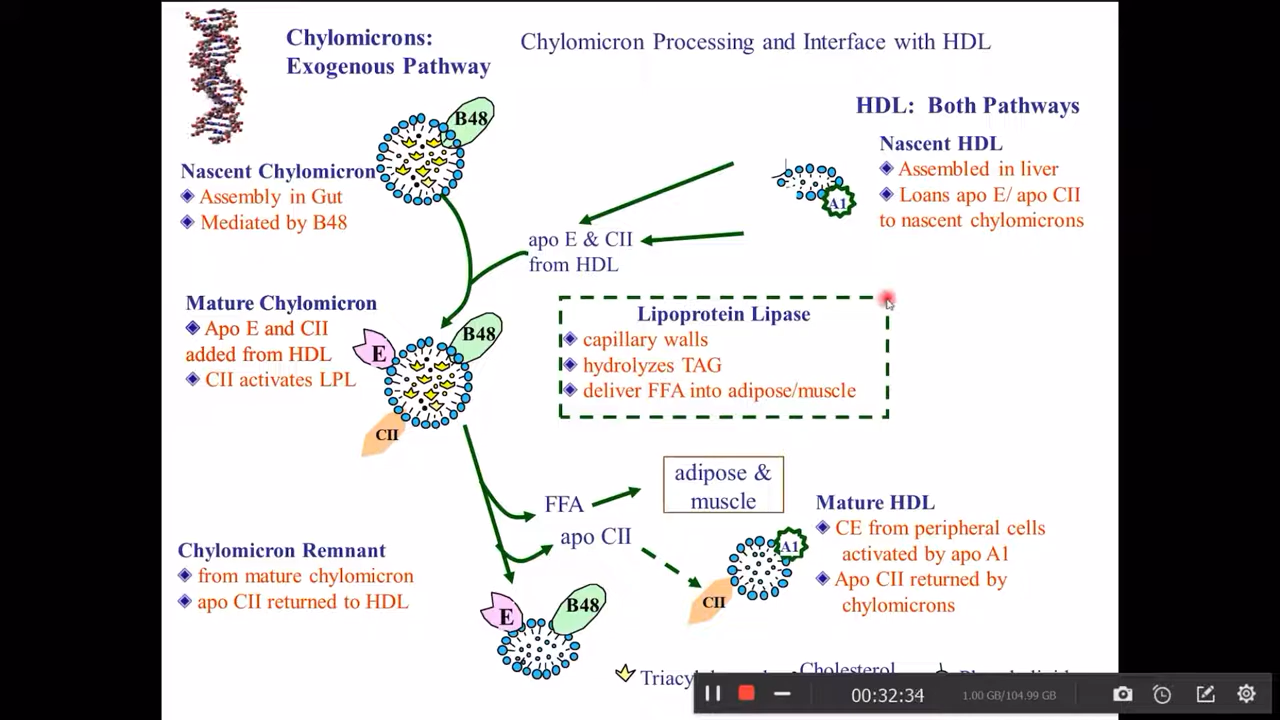 Chylomicrons:
Exogenous Pathway
Chylomicron Processing and Interface with HDL
HDL: Both Pathways
B48
Nascent Chylomicron
Assembly in Gut
Mediated by B48
Nascent HDL
Assembled in liver
Loans apo E/ apo CII
to nascent chylomicrons
A1
apo E & CII
from HDL
Mature Chylomicron
Apo E and CII
added from HDL
CII activates LPL
E
B48
CII
Lipoprotein Lipase
capillary walls
hydrolyzes TAG
deliver FFA into adipose/muscle
FFA
apo CII
adipose &
muscle
Mature HDL
CE from peripheral cells
activated by apo A1
Apo CII returned by
chylomicrons
A1
CII
Chylomicron Remnant
from mature chylomicron
apo CII returned to HDL
E
B48
Cholesterol
00:32:34
1.00 GB/104.99 GB